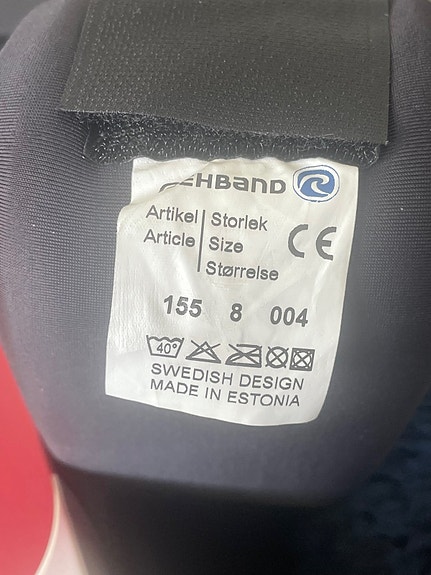 Artikel Storlek
Article Size
Størrelse
155 8 004
40°
SWEDISH DESIGN
MADE IN ESTONIA
CE